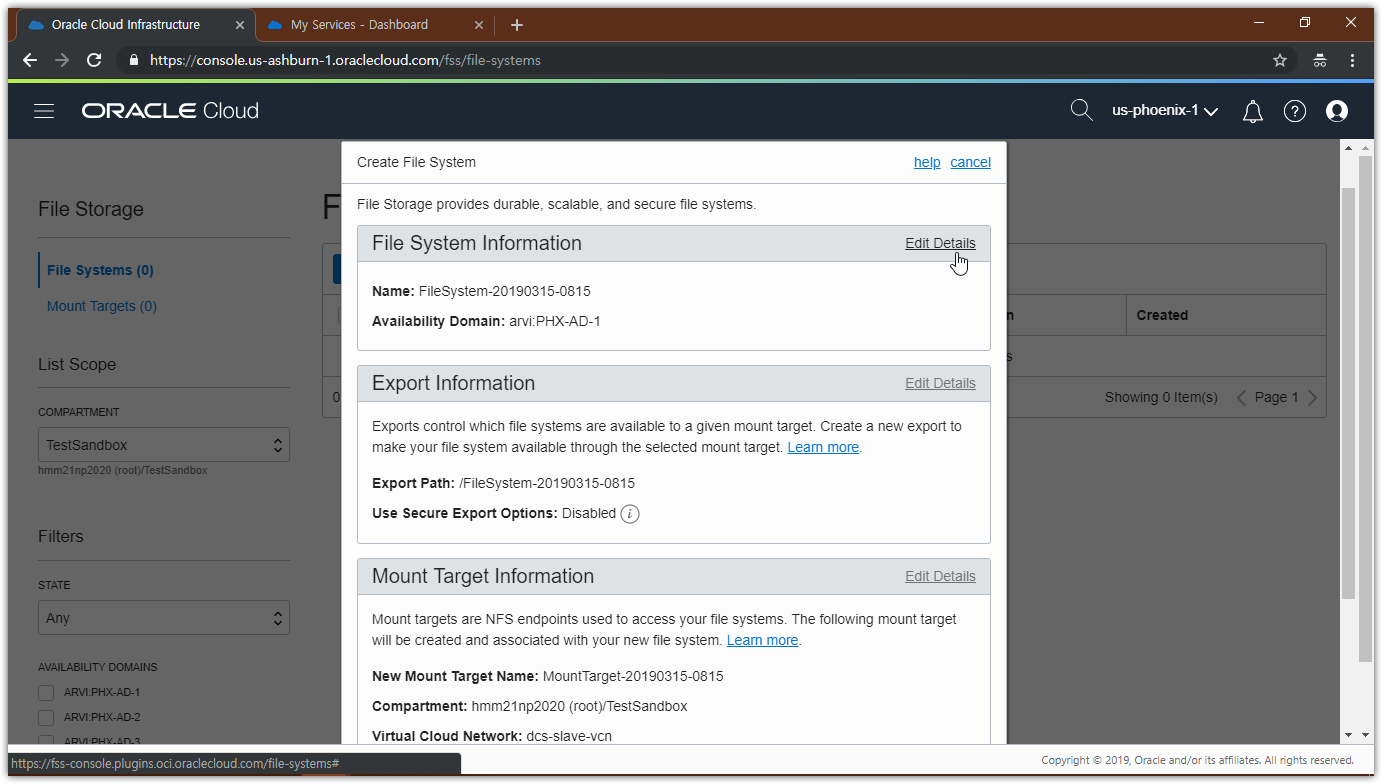 Oracle Cloud Infrastructure
My Services - Dashboard
https://console.us-ashburn-1.oraclecloud.com/fss/file-systems
ORACLE Cloud
us-phoenix-1
File Storage
File Systems (0)
Mount Targets (0)
List Scope
COMPARTMENT
TestSandbox
hmm21np2020 (root)/TestSandbox
Filters
STATE
Any
AVAILABILITY DOMAINS
ARVI:PHX-AD-1
ARVI:PHX-AD-2
ARVI:PHX-AD-3
F
n
Created
s
0
Showing 0 Item(s)
Page 1
Create File System
help cancel
File Storage provides durable, scalable, and secure file systems.
File System Information
Edit Details
Name: FileSystem-20190315-0815
Availability Domain: arvi:PHX-AD-1
Export Information
Edit Details
Exports control which file systems are available to a given mount target. Create a new export to
make your file system available through the selected mount target. Learn more.
Export Path: /FileSystem-20190315-0815
Use Secure Export Options: Disabled i
Mount Target Information
Edit Details
Mount targets are NFS endpoints used to access your file systems. The following mount target
will be created and associated with your new file system. Learn more.
New Mount Target Name: MountTarget-20190315-0815
Compartment: hmm21np2020 (root)/TestSandbox
Virtual Cloud Network: dcs-slave-vcn
https://fss-console.plugins.oci.oraclecloud.com/file-systems#
Copyright © 2019, Oracle and/or its affiliates. All rights reserved.